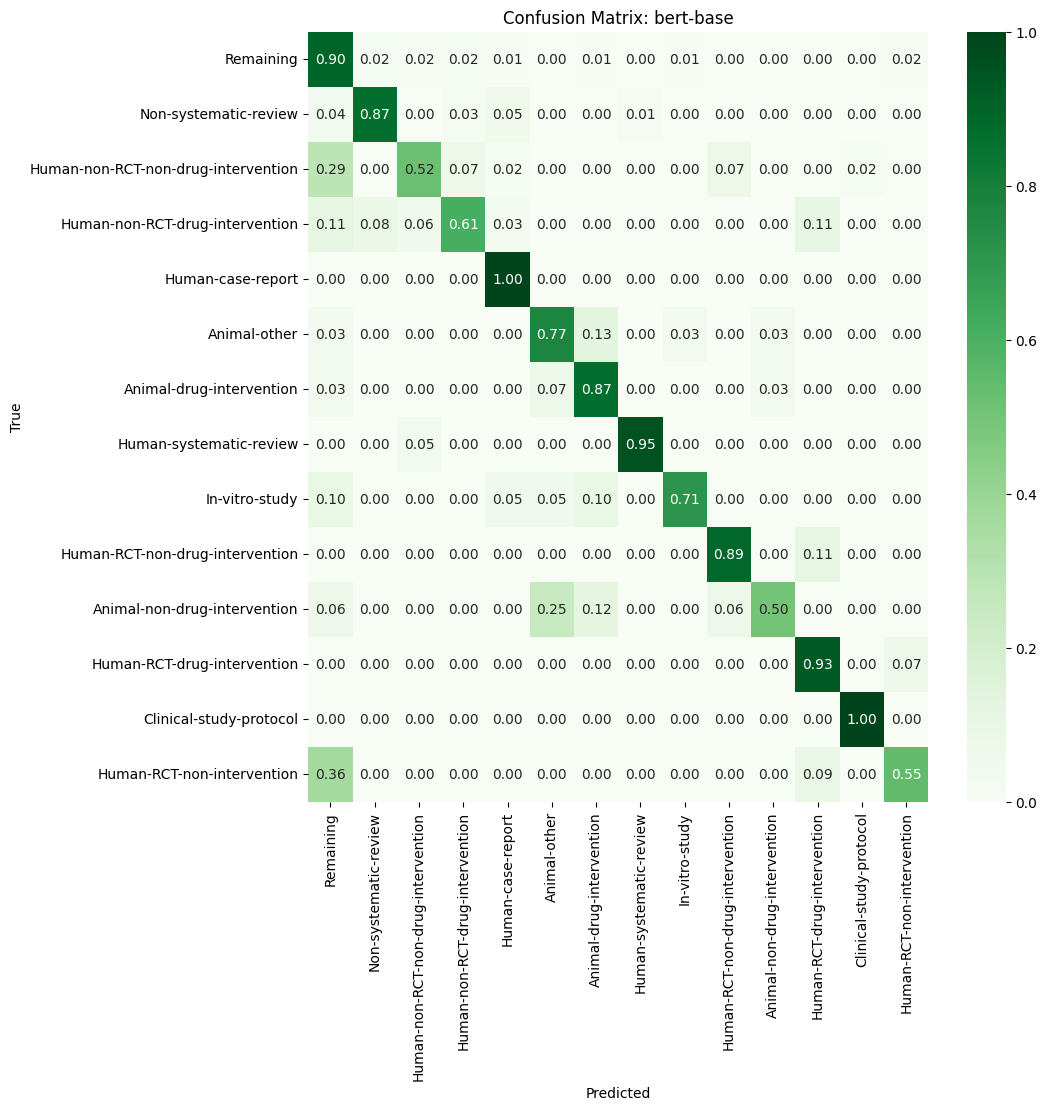 Confusion Matrix: bert-base
True
Remaining 0.90 0.02 0.02 0.02 0.01 0.00 0.01 0.00 0.01 0.00 0.00 0.00 0.00 0.02
Non-systematic-review 0.04 0.87 0.00 0.03 0.05 0.00 0.00 0.01 0.00 0.00 0.00 0.00 0.00 0.00
Human-non-RCT-non-drug-intervention 0.29 0.00 0.52 0.07 0.02 0.00 0.00 0.00 0.00 0.07 0.00 0.00 0.02 0.00
Human-non-RCT-drug-intervention 0.11 0.08 0.06 0.61 0.03 0.00 0.00 0.00 0.00 0.00 0.00 0.11 0.00 0.00
Human-case-report 0.00 0.00 0.00 0.00 1.00 0.00 0.00 0.00 0.00 0.00 0.00 0.00 0.00 0.00
Animal-other 0.03 0.00 0.00 0.00 0.00 0.77 0.13 0.00 0.03 0.00 0.03 0.00 0.00 0.00
Animal-drug-intervention 0.03 0.00 0.00 0.00 0.00 0.07 0.87 0.00 0.00 0.00 0.03 0.00 0.00 0.00
Human-systematic-review 0.00 0.00 0.05 0.00 0.00 0.00 0.00 0.95 0.00 0.00 0.00 0.00 0.00 0.00
In-vitro-study 0.10 0.00 0.00 0.00 0.05 0.05 0.10 0.00 0.71 0.00 0.00 0.00 0.00 0.00
Human-RCT-non-drug-intervention 0.00 0.00 0.00 0.00 0.00 0.00 0.00 0.00 0.00 0.89 0.00 0.11 0.00 0.00
Animal-non-drug-intervention 0.06 0.00 0.00 0.00 0.00 0.25 0.12 0.00 0.00 0.06 0.50 0.00 0.00 0.00
Human-RCT-drug-intervention 0.00 0.00 0.00 0.00 0.00 0.00 0.00 0.00 0.00 0.00 0.00 0.93 0.00 0.07
Clinical-study-protocol 0.00 0.00 0.00 0.00 0.00 0.00 0.00 0.00 0.00 0.00 0.00 0.00 1.00 0.00
Human-RCT-non-intervention 0.36 0.00 0.00 0.00 0.00 0.00 0.00 0.00 0.00 0.00 0.00 0.09 0.00 0.55
Remaining
Non-systematic-review
Human-non-RCT-non-drug-intervention
Human-non-RCT-drug-intervention
Human-case-report
Animal-other
Animal-drug-intervention
Human-systematic-review
In-vitro-study
Human-RCT-non-drug-intervention
Animal-non-drug-intervention
Human-RCT-drug-intervention
Clinical-study-protocol
Human-RCT-non-intervention
Predicted
1.0
0.8
0.6
0.4
0.2
0.0